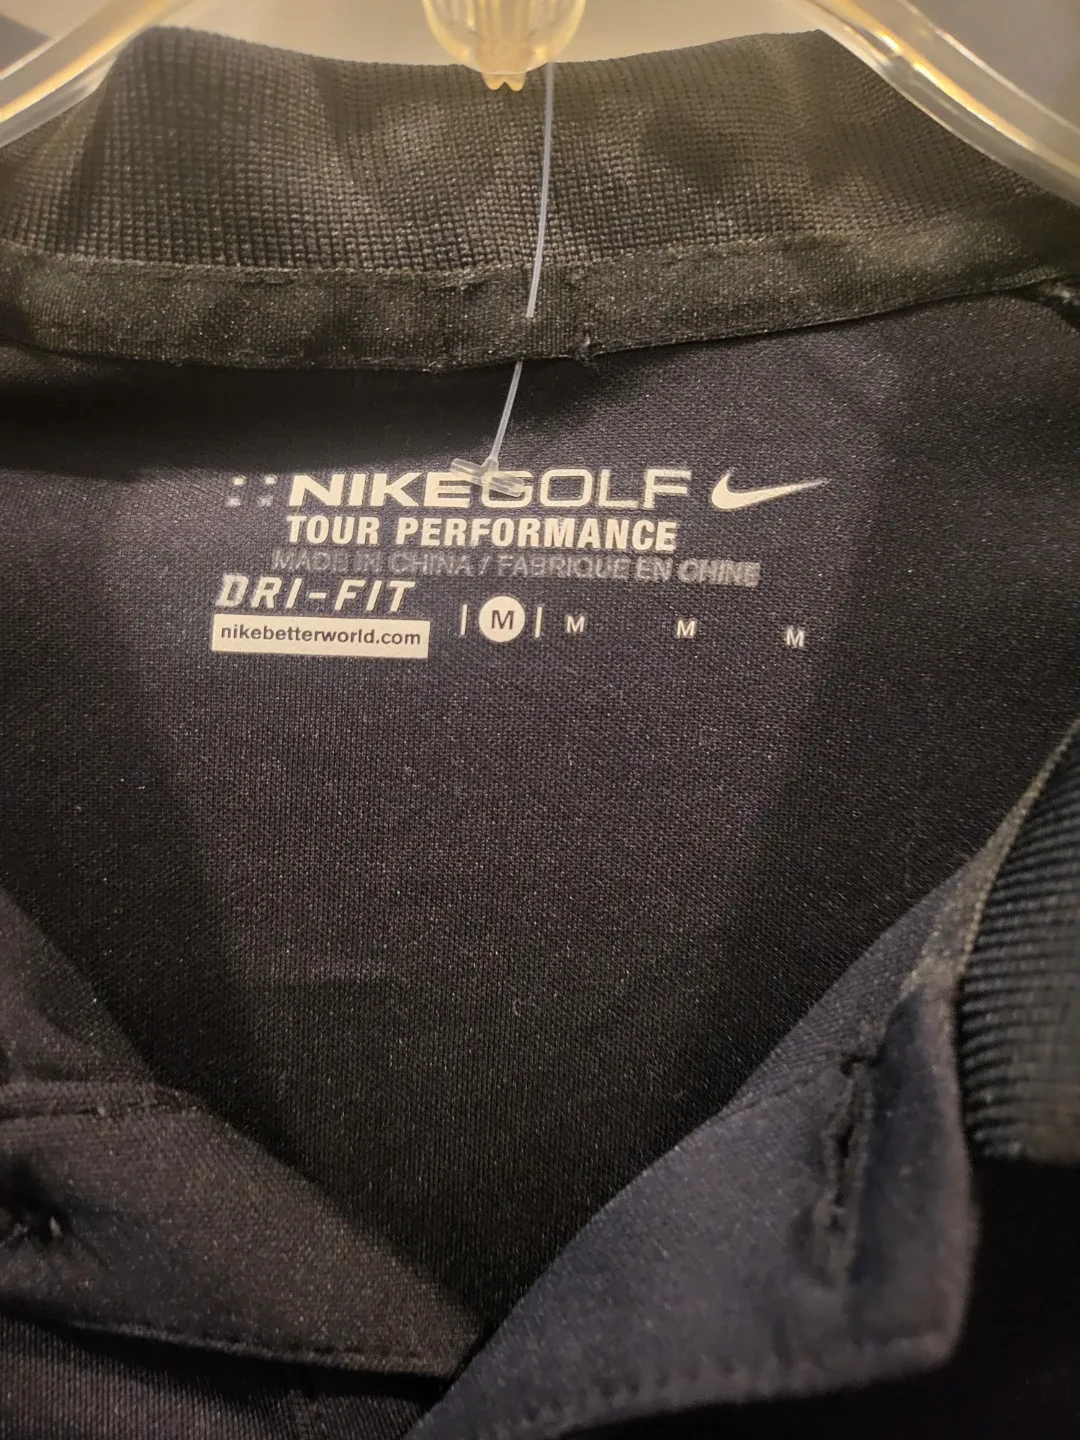 NIKEGOLF
TOUR PERFORMANCE
MADE IN CHINA / FABRIQUE EN CHINE
DRI-FIT
nikebetterworld.com
| M | M M M